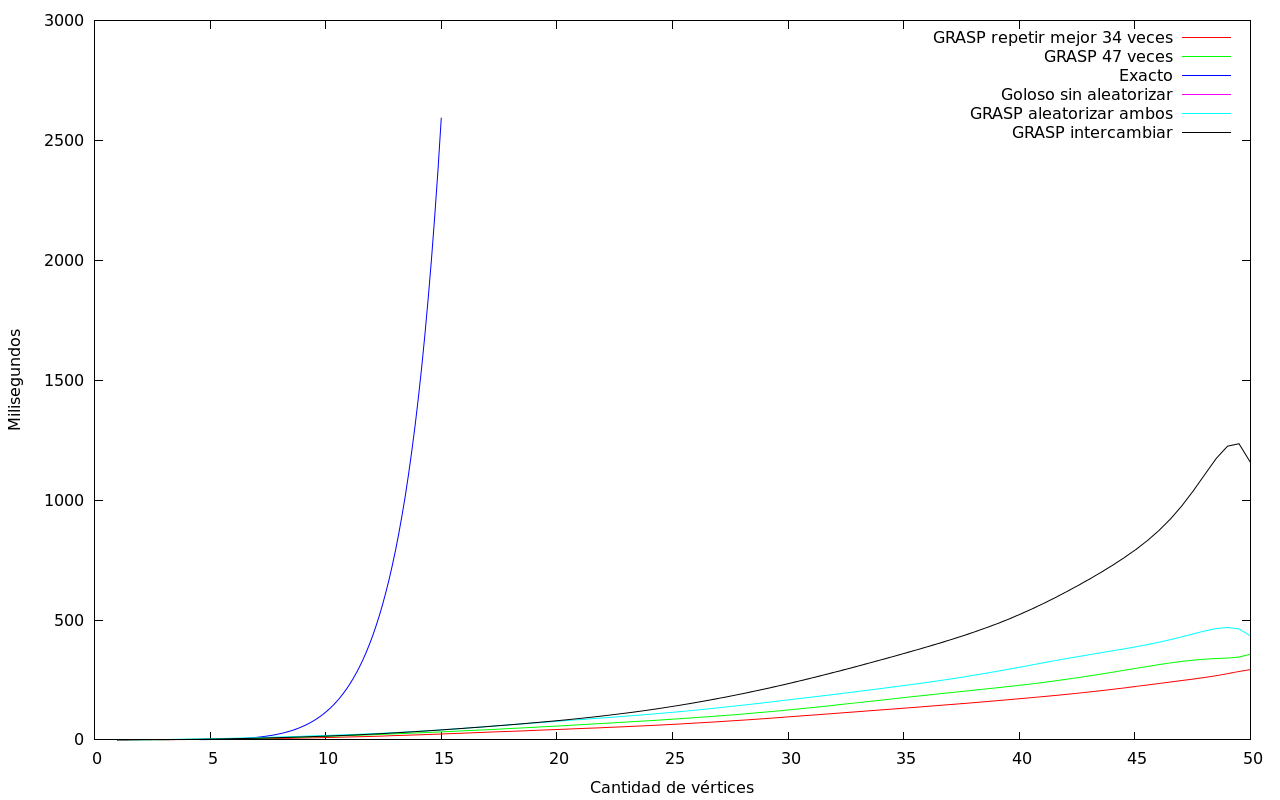 3000
2500
2000
1500
1000
500
0
Milisegundos
0 5 10 15 20 25 30 35 40 45 50
Cantidad de vértices
GRASP repetir mejor 34 veces
GRASP 47 veces
Exacto
Goloso sin aleatorizar
GRASP aleatorizar ambos
GRASP intercambiar